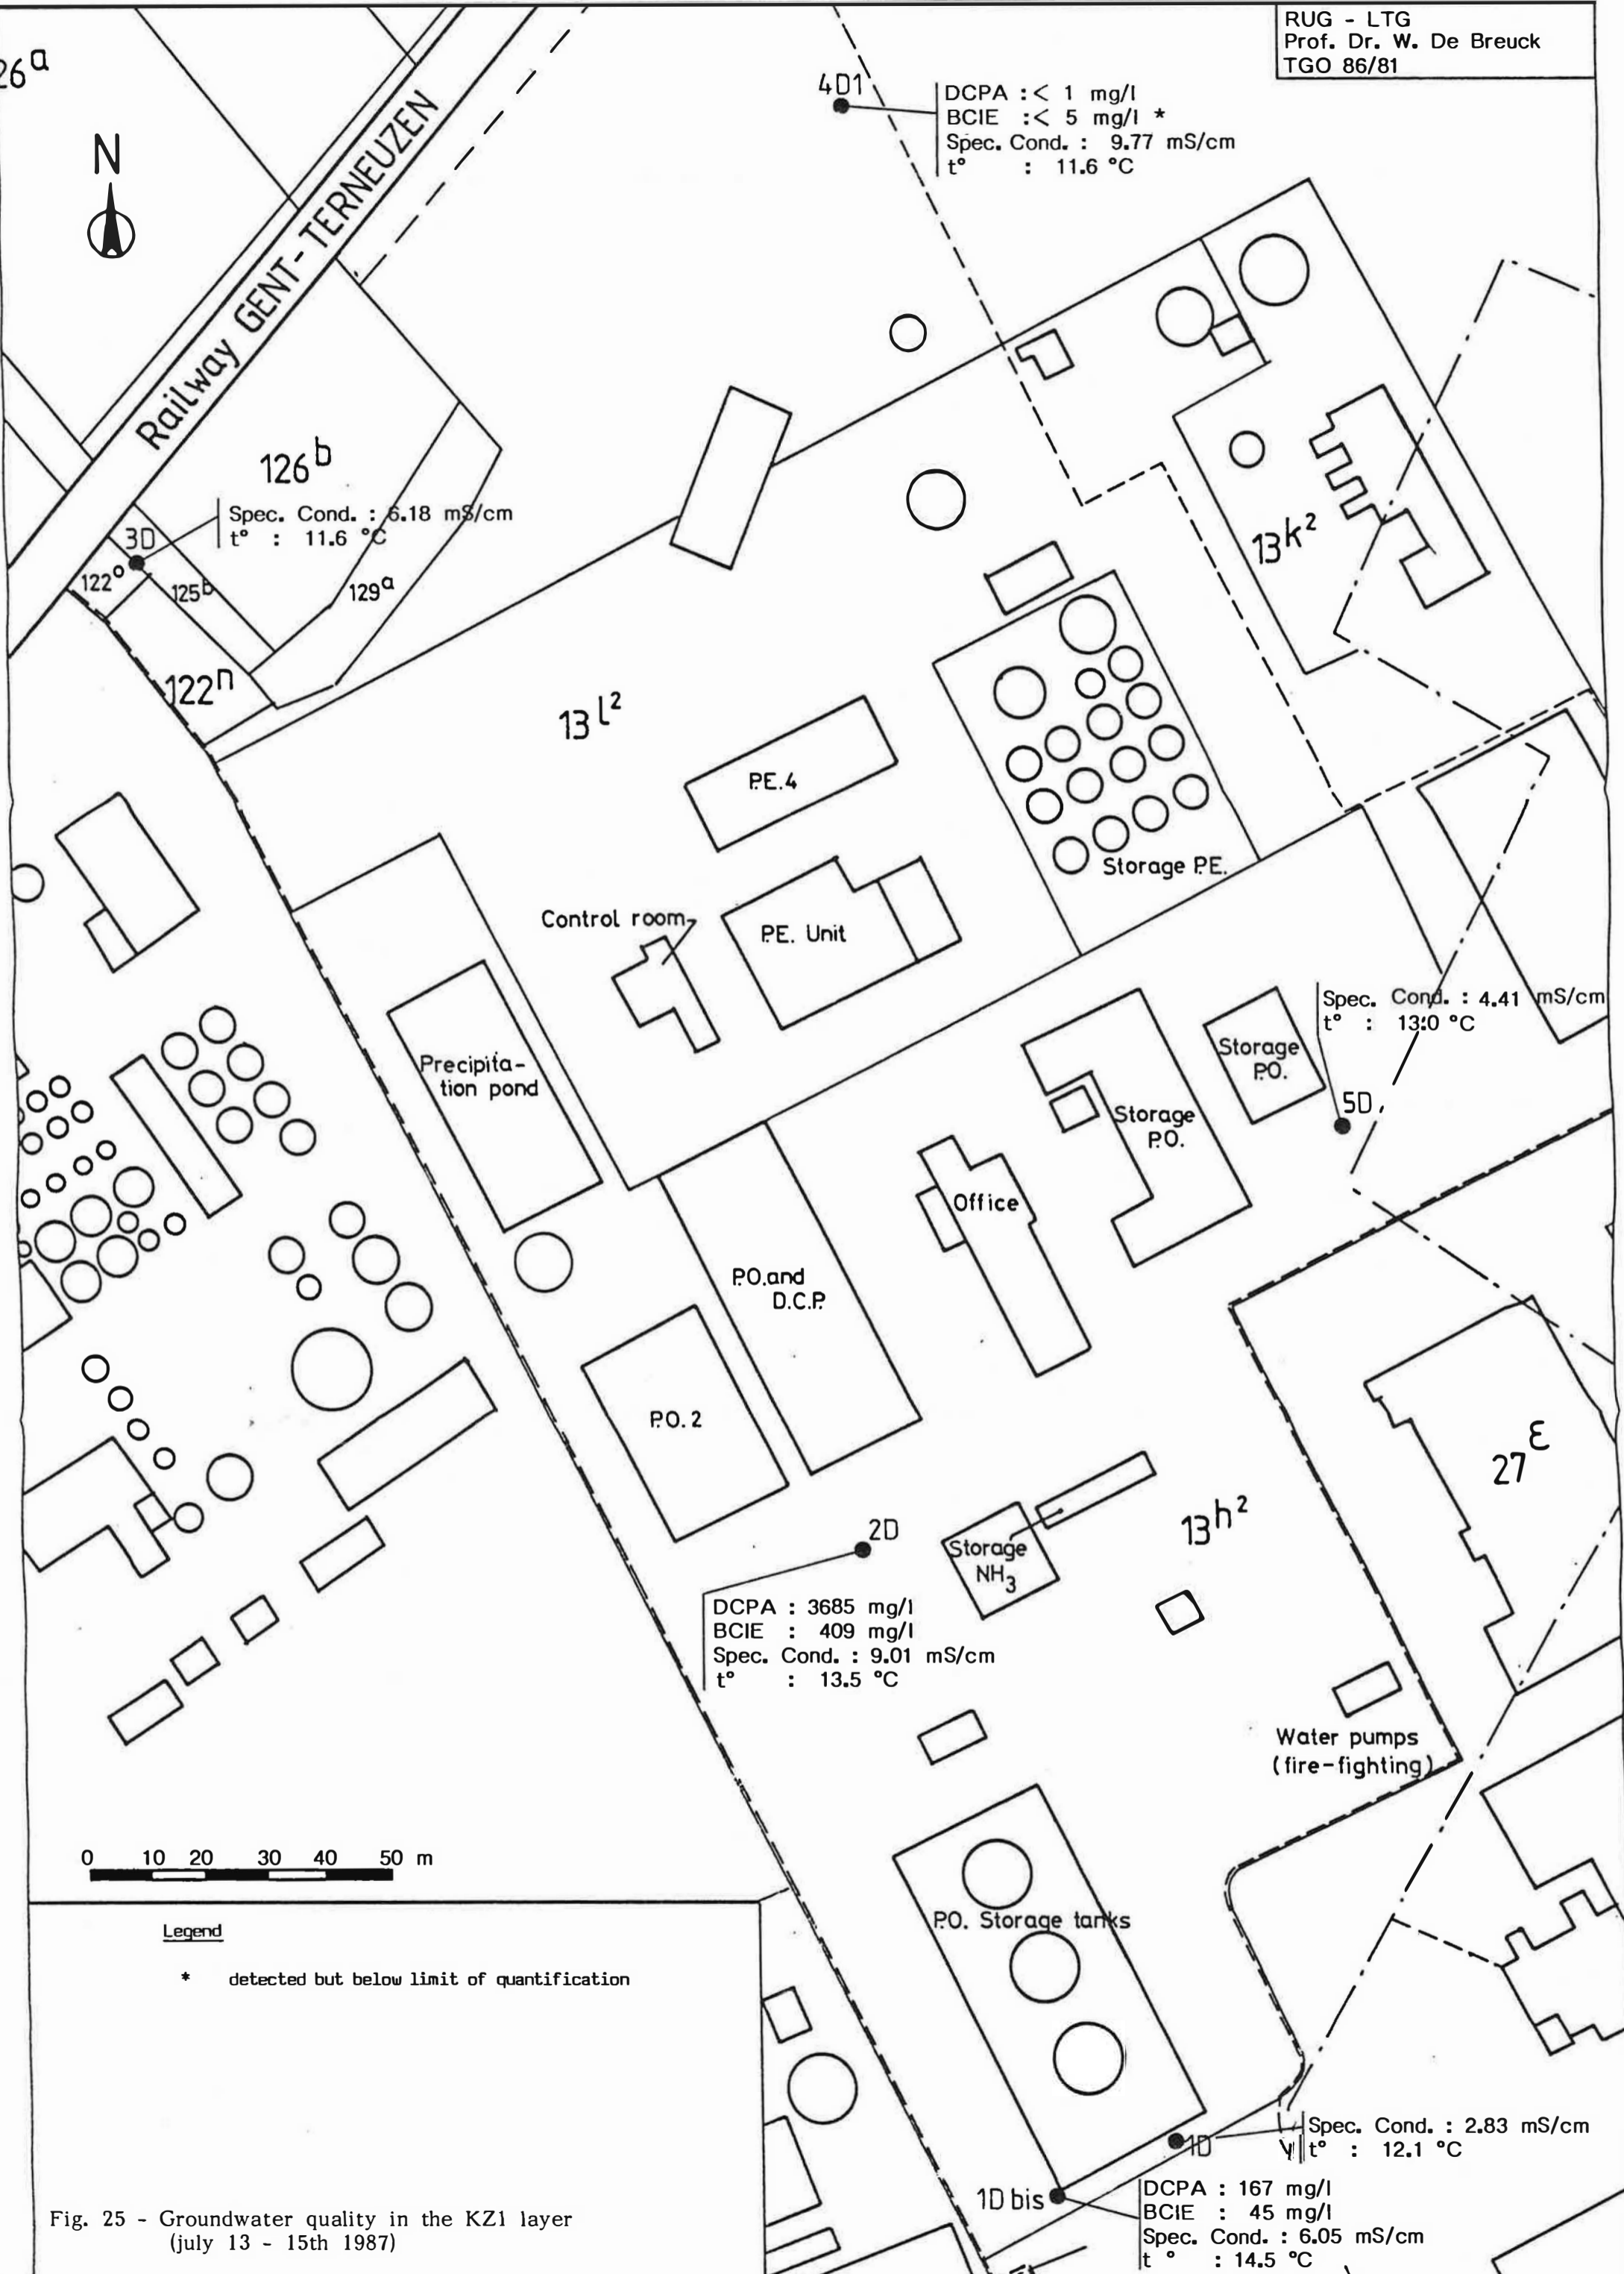 RUG - LTG
Prof. Dr. W. De Breuck
TGO 86/81
26a
N
Railway GENT-TERNEUZEN
4D1
DCPA :< 1 mg/l
BCIE :< 5 mg/l *
Spec. Cond. : 9.77 mS/cm
t° : 11.6 °C
126b
Spec. Cond. : 6.18 mS/cm
t° : 11.6 °C
3D
122o
125b
129a
122n
13k2
13l2
P.E.4
Storage P.E.
Control room
P.E. Unit
Spec. Cond. : 4.41 mS/cm
t° : 13.0 °C
Precipita-
tion pond
Storage
P.O.
5D
Storage
P.O.
Office
P.O. and
D.C.P.
P.O. 2
27E
13h2
2D
Storage
NH3
DCPA : 3685 mg/l
BCIE : 409 mg/l
Spec. Cond. : 9.01 mS/cm
t° : 13.5 °C
Water pumps
(fire-fighting)
0 10 20 30 40 50 m
P.O. Storage tanks
Legend
* detected but below limit of quantification
1D
Spec. Cond. : 2.83 mS/cm
t° : 12.1 °C
1D bis
DCPA : 167 mg/l
BCIE : 45 mg/l
Spec. Cond. : 6.05 mS/cm
t ° : 14.5 °C
Fig. 25 - Groundwater quality in the KZ1 layer
(july 13 - 15th 1987)